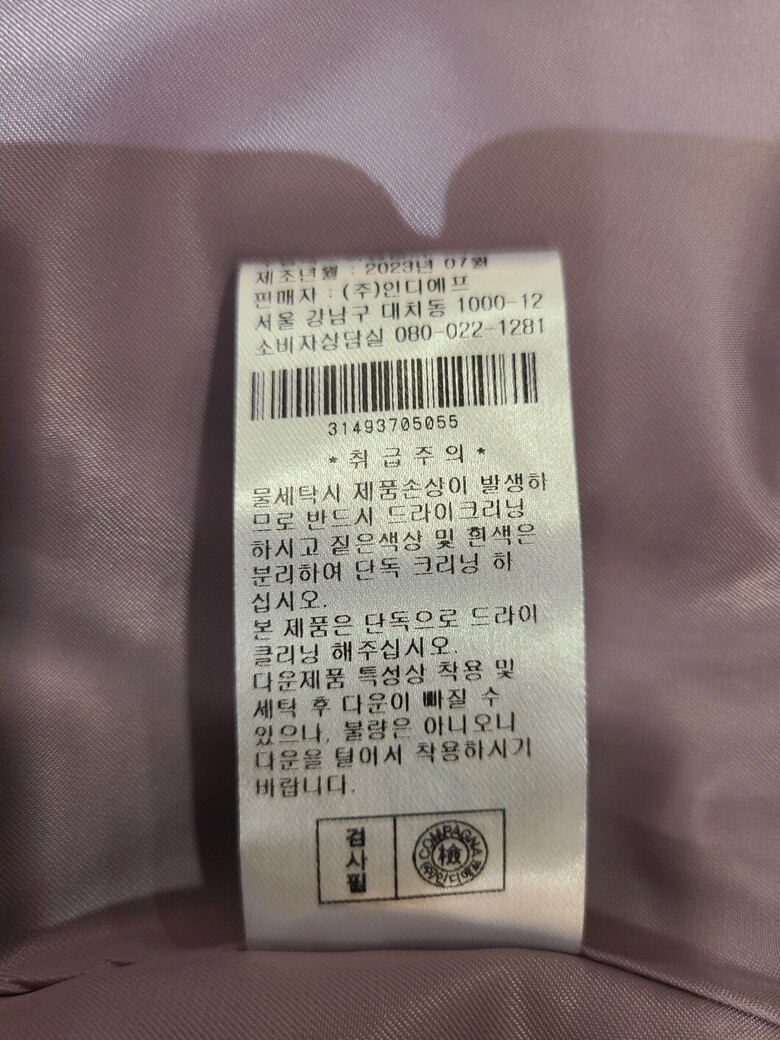 제조년월 : 2023년 07월
판매자 : (주)인디에프
서울 강남구 대치동 1000-12
소비자상담실 080-022-1281
31493705055
*취급주의*
물세탁시 제품손상이 발생하
므로 반드시 드라이크리닝
하시고 짙은색상 및 흰색은
분리하여 단독 크리닝 하
십시오.
본 제품은 단독으로 드라이
클리닝 해주십시오.
다운제품 특성상 착용 및
세탁 후 다운이 빠질 수
있으나, 불량은 아니오니
다운을 털어서 착용하시기
바랍니다.
검사필
COMPAGNA
檢
(주)인디에프